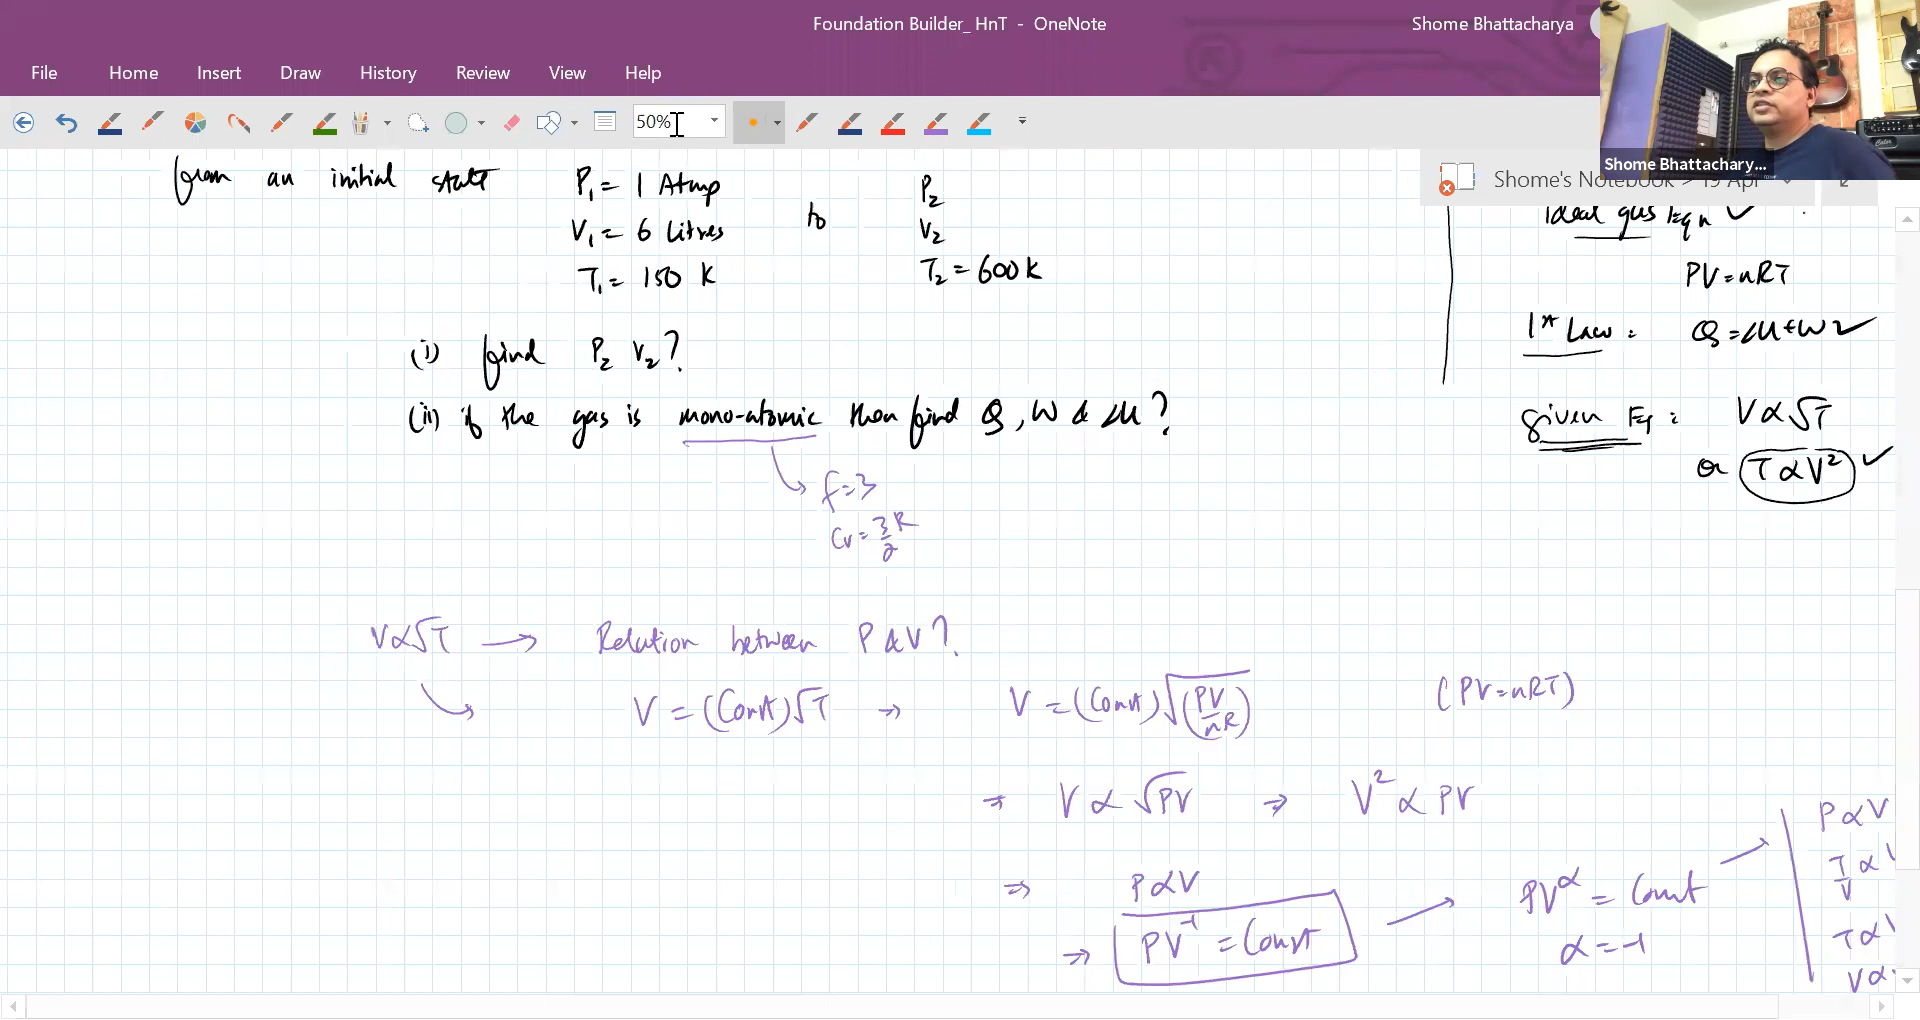 Foundation Builder_ HnT - OneNote
Shome Bhattacharya
File Home Insert Draw History Review View Help
50%
Shome Bhattachary...
Shome's Notebook > 19 Apr
from an initial state P₁ = 1 Atmp to P₂
V₁ = 6 Litres V₂
T₁ = 150 K T₂ = 600 K
(i) find P₂ V₂?
(ii) if the gas is mono-atomic then find Q, W & ΔU?
f = 3
Cv = 3/2 R
Ideal gas Eqn ✓
PV = nRT
1st Law : Q = ΔU + W ✓
given Eq : V ∝ √T
or T ∝ V² ✓
V ∝ √T → Relation between P & V?
V = (Const) √T → V = (Const) √(PV/nR) (PV = nRT)
⇒ V ∝ √PV ⇒ V² ∝ PV
⇒ P ∝ V
⇒ PV⁻¹ = Const → PV^α = Const
α = -1
P ∝ V
T/V ∝ V
T ∝
V ∝